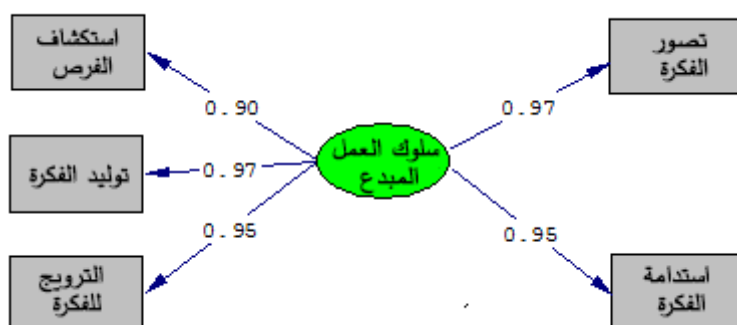 استكشاف
الفرص
تصور
الفكرة
0.90
0.97
سلوك العمل
المبدع
توليد الفكرة
0.97
0.95
0.95
الترويج
للفكرة
استدامة
الفكرة